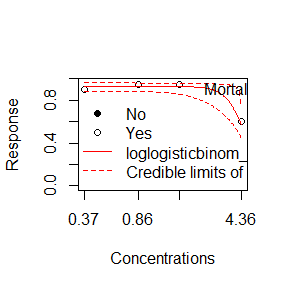 Mortal
0.8
0.4
0.0
Response
No
Yes
loglogisticbinom_
Credible limits of
0.37
0.86
4.36
Concentrations